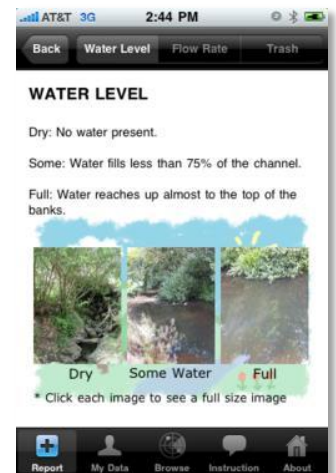 AT&T 3G 2:44 PM
Back Water Level Flow Rate Trash
WATER LEVEL
Dry: No water present.
Some: Water fills less than 75% of the channel.
Full: Water reaches up almost to the top of the
banks.
Dry Some Water Full
* Click each image to see a full size image
Report My Data Browse Instruction About